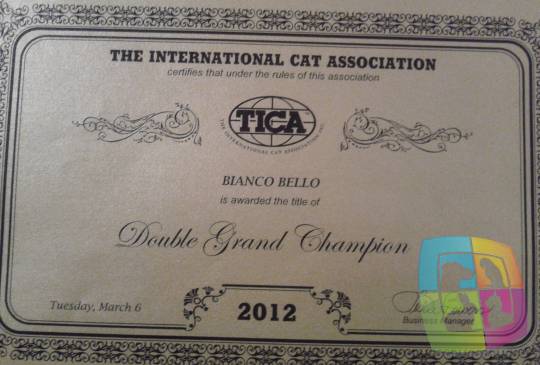 THE INTERNATIONAL CAT ASSOCIATION
certifies that under the rules of this association
TICA
THE INTERNATIONAL CAT ASSOCIATION, INC.
BIANCO BELLO
is awarded the title of
Double Grand Champion
Tuesday, March 6
2012
Business Manager